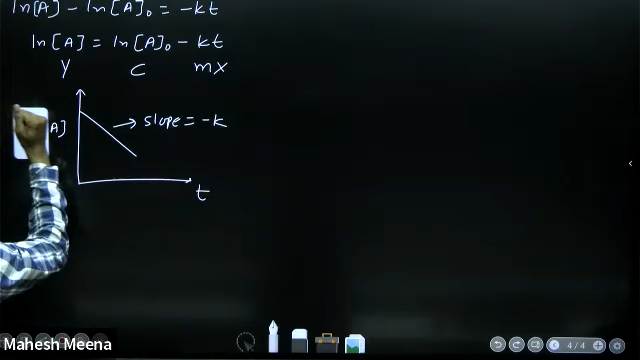 ln[A] - ln[A]₀ = -kt
ln[A] = ln[A]₀ - kt
Y C mx
A]
→ slope = -k
t
Mahesh Meena
4/4